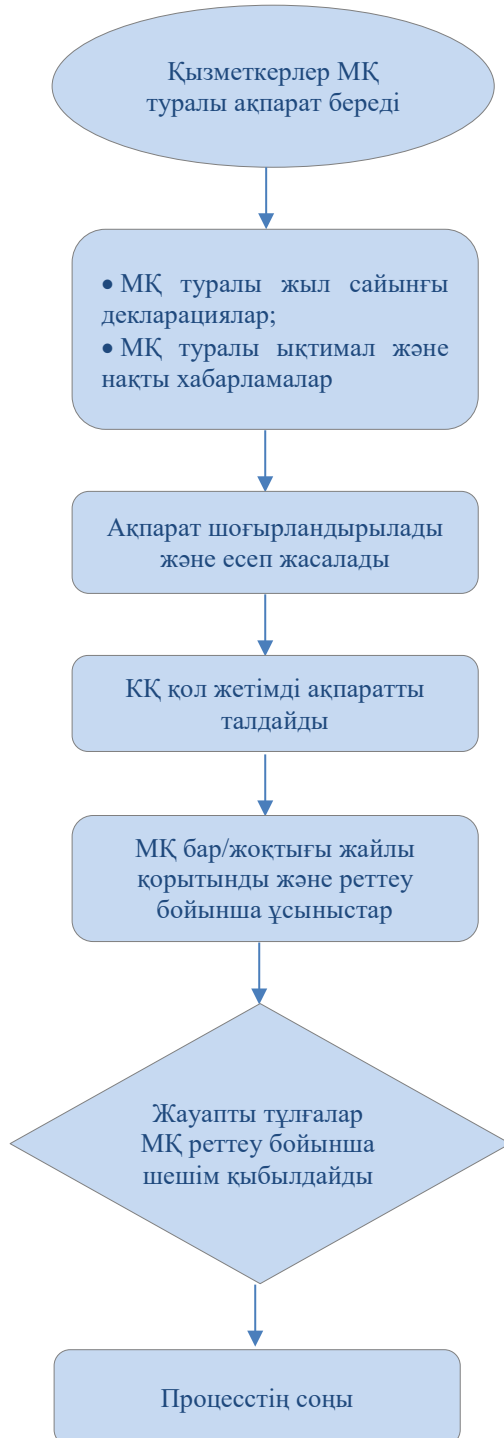 Қызметкерлер МҚ
туралы ақпарат береді
• МҚ туралы жыл сайынғы
декларациялар;
• МҚ туралы ықтимал және
нақты хабарламалар
Ақпарат шоғырландырылады
және есеп жасалады
КҚ қол жетімді ақпаратты
талдайды
МҚ бар/жоқтығы жайлы
қорытынды және реттеу
бойынша ұсыныстар
Жауапты тұлғалар
МҚ реттеу бойынша
шешім қыбылдайды
Процесстің соңы